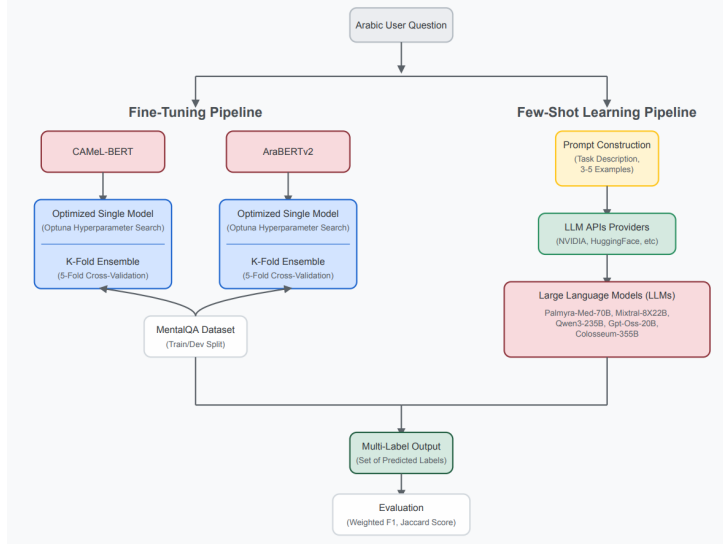 Arabic User Question
Fine-Tuning Pipeline
Few-Shot Learning Pipeline
CAMeL-BERT
AraBERTv2
Prompt Construction
(Task Description,
3-5 Examples)
Optimized Single Model
(Optuna Hyperparameter Search)
K-Fold Ensemble
(5-Fold Cross-Validation)
Optimized Single Model
(Optuna Hyperparameter Search)
K-Fold Ensemble
(5-Fold Cross-Validation)
LLM APIs Providers
(NVIDIA, HuggingFace, etc)
Large Language Models (LLMs)
Palmyra-Med-70B, Mixtral-8X22B,
Qwen3-235B, Gpt-Oss-20B,
Colosseum-355B
MentalQA Dataset
(Train/Dev Split)
Multi-Label Output
(Set of Predicted Labels)
Evaluation
(Weighted F1, Jaccard Score)